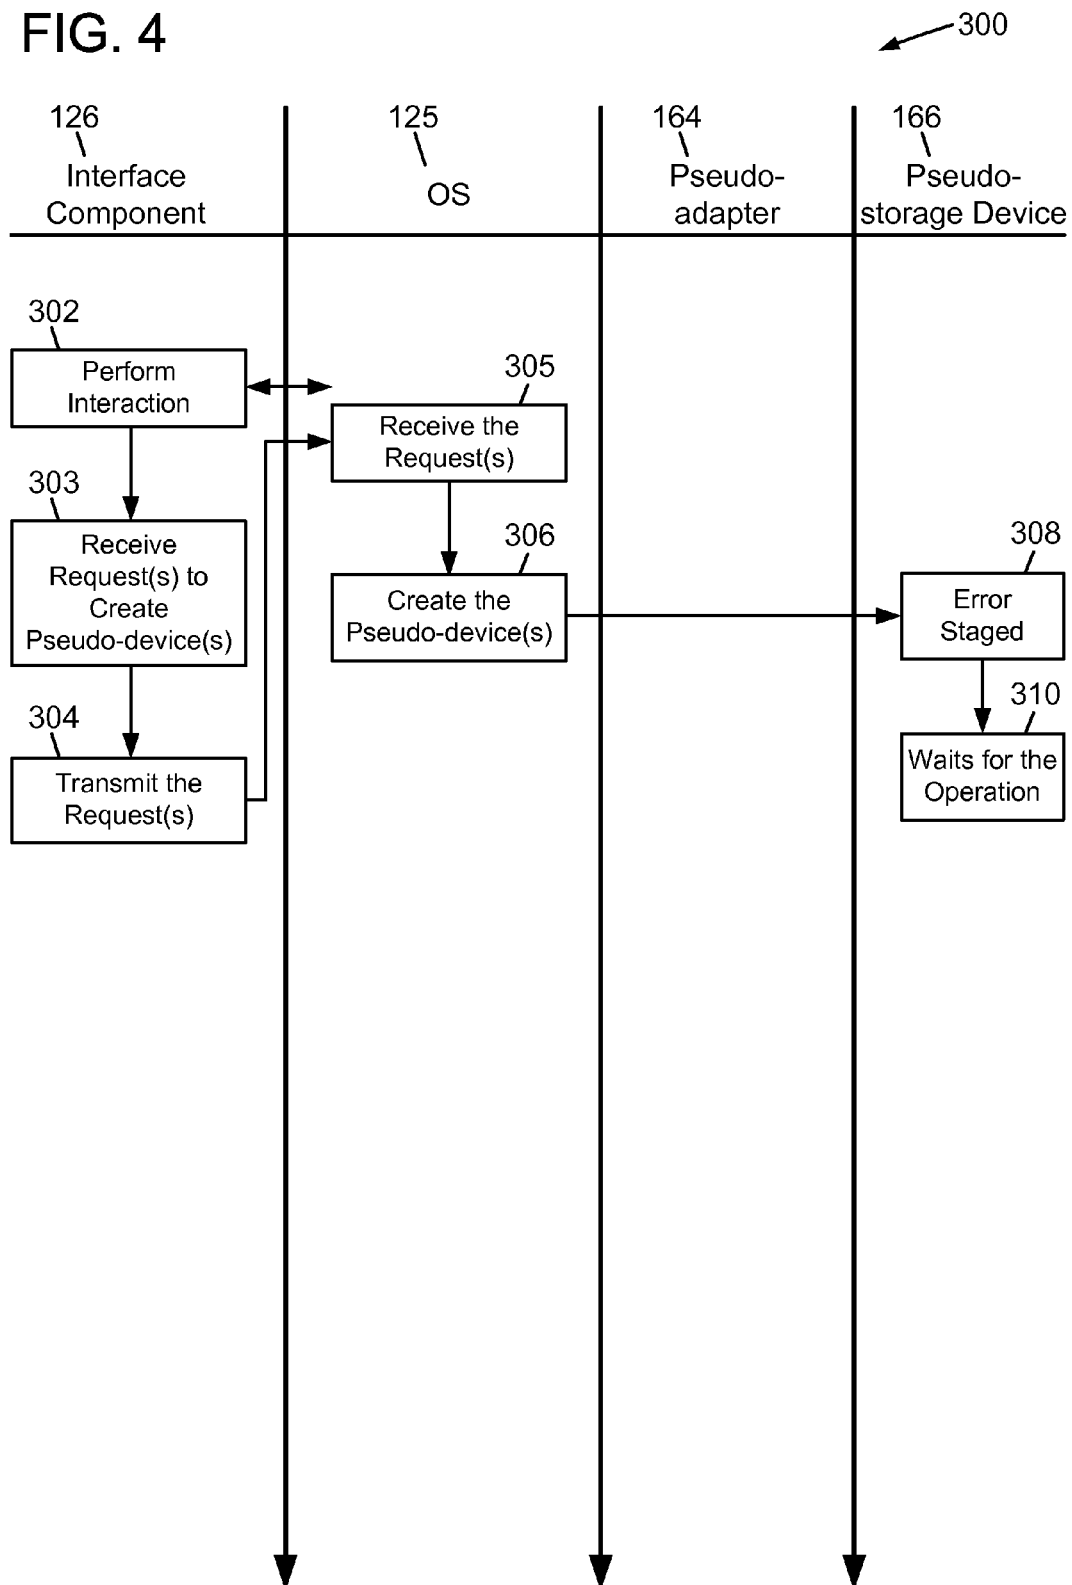 FIG. 4
300
126
Interface
Component
125
OS
164
Pseudo-
adapter
166
Pseudo-
storage Device
302
Perform
Interaction
305
Receive the
Request(s)
303
Receive
Request(s) to
Create
Pseudo-device(s)
306
Create the
Pseudo-device(s)
308
Error
Staged
304
Transmit the
Request(s)
310
Waits for the
Operation